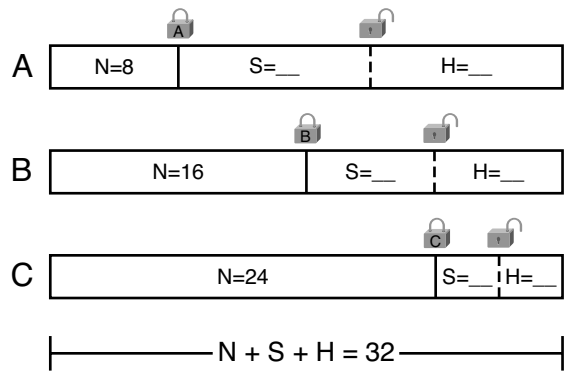 A
A N=8 S=__ H=__
B
B N=16 S=__ H=__
C
C N=24 S=__ H=__
N + S + H = 32